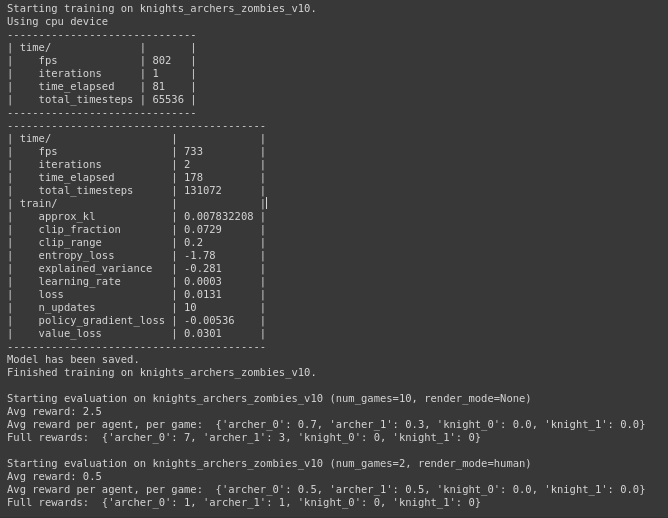 Starting training on knights_archers_zombies_v10.
Using cpu device
------------------------------
| time/              |       |
|    fps             | 802   |
|    iterations      | 1     |
|    time_elapsed    | 81    |
|    total_timesteps | 65536 |
------------------------------
-----------------------------------------
| time/                   |             |
|    fps                  | 733         |
|    iterations           | 2           |
|    time_elapsed         | 178         |
|    total_timesteps      | 131072      |
| train/                  |             |
|    approx_kl            | 0.007832208 |
|    clip_fraction        | 0.0729      |
|    clip_range           | 0.2         |
|    entropy_loss         | -1.78       |
|    explained_variance   | -0.281      |
|    learning_rate        | 0.0003      |
|    loss                 | 0.0131      |
|    n_updates            | 10          |
|    policy_gradient_loss | -0.00536    |
|    value_loss           | 0.0301      |
-----------------------------------------
Model has been saved.
Finished training on knights_archers_zombies_v10.

Starting evaluation on knights_archers_zombies_v10 (num_games=10, render_mode=None)
Avg reward: 2.5
Avg reward per agent, per game:  {'archer_0': 0.7, 'archer_1': 0.3, 'knight_0': 0.0, 'knight_1': 0.0}
Full rewards:  {'archer_0': 7, 'archer_1': 3, 'knight_0': 0, 'knight_1': 0}

Starting evaluation on knights_archers_zombies_v10 (num_games=2, render_mode=human)
Avg reward: 0.5
Avg reward per agent, per game:  {'archer_0': 0.5, 'archer_1': 0.5, 'knight_0': 0.0, 'knight_1': 0.0}
Full rewards:  {'archer_0': 1, 'archer_1': 1, 'knight_0': 0, 'knight_1': 0}